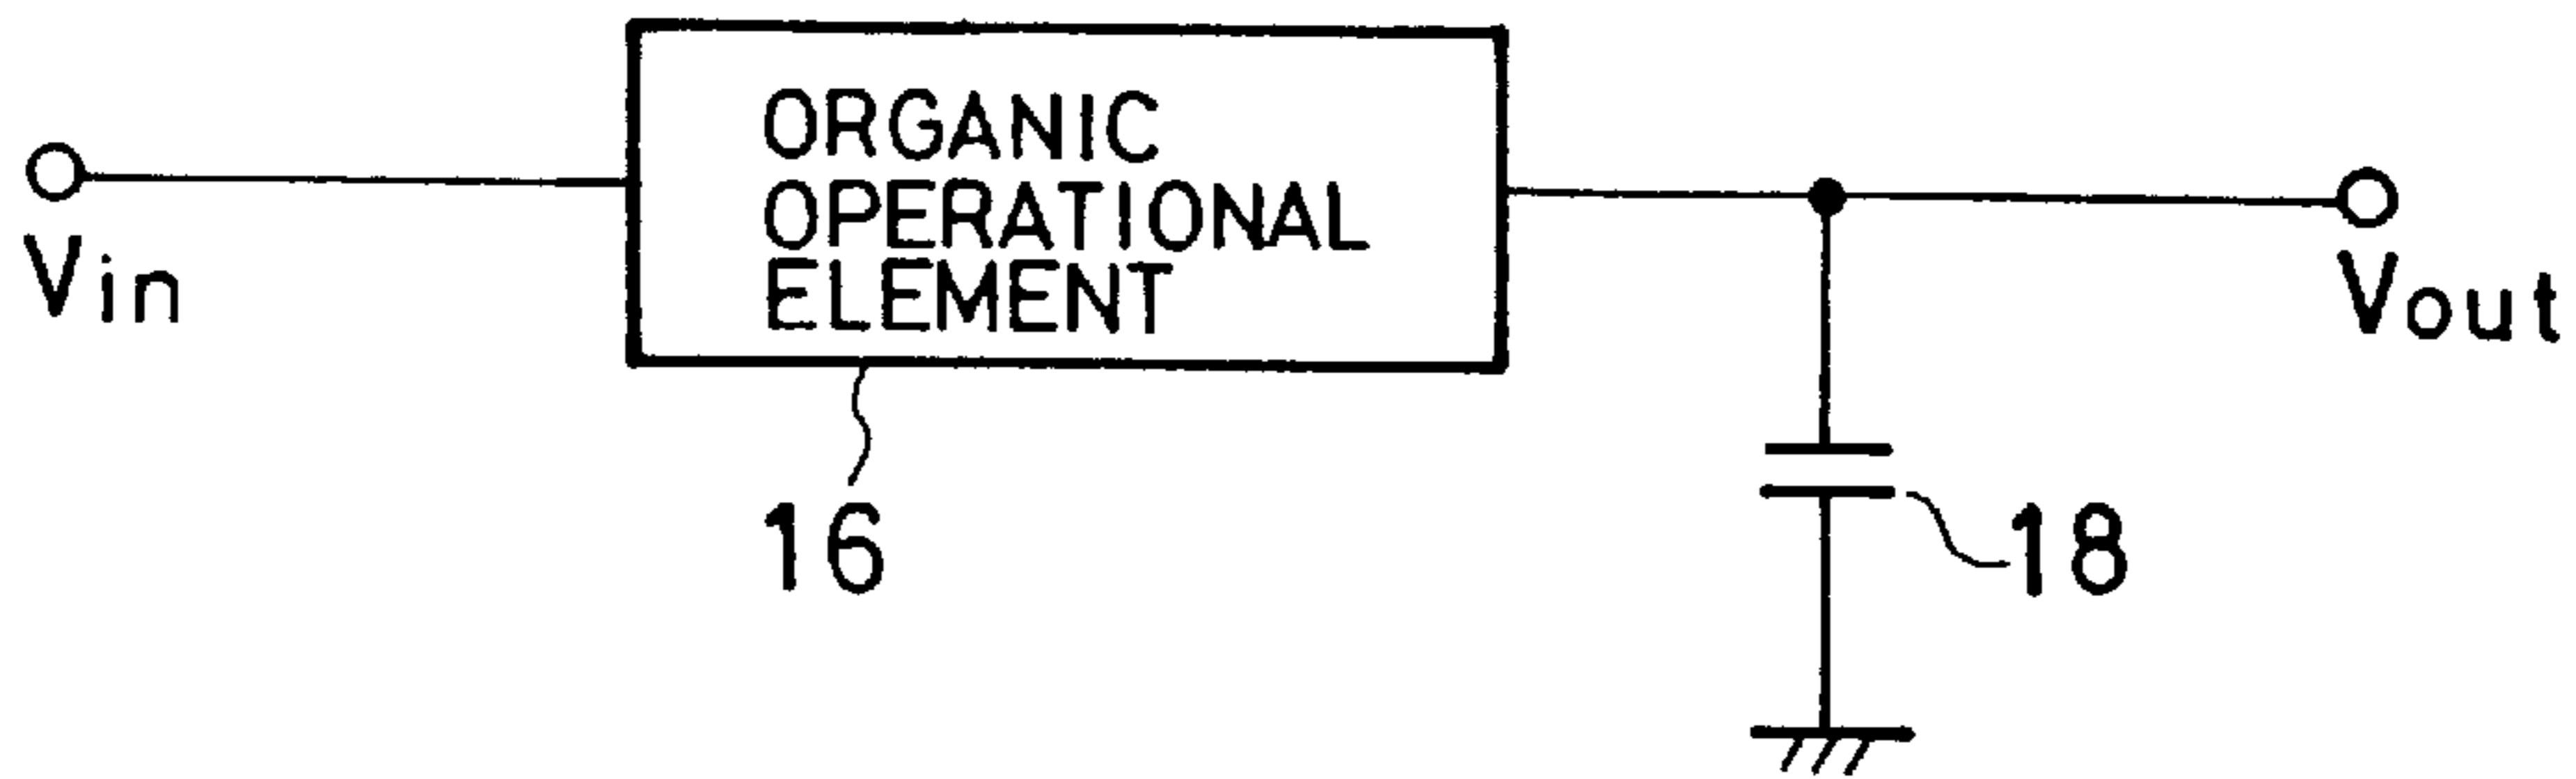 ORGANIC
OPERATIONAL
ELEMENT
Vin
Vout
16
18